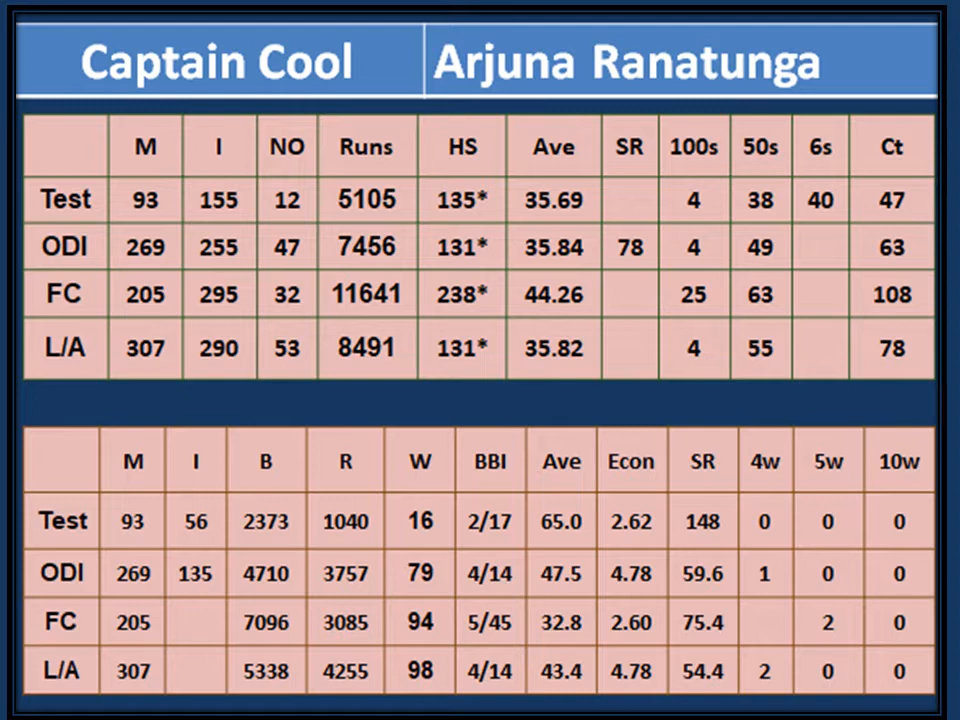 Captain Cool Arjuna Ranatunga
M I NO Runs HS Ave SR 100s 50s 6s Ct
Test 93 155 12 5105 135* 35.69 4 38 40 47
ODI 269 255 47 7456 131* 35.84 78 4 49 63
FC 205 295 32 11641 238* 44.26 25 63 108
L/A 307 290 53 8491 131* 35.82 4 55 78
M I B R W BBI Ave Econ SR 4w 5w 10w
Test 93 56 2373 1040 16 2/17 65.0 2.62 148 0 0 0
ODI 269 135 4710 3757 79 4/14 47.5 4.78 59.6 1 0 0
FC 205 7096 3085 94 5/45 32.8 2.60 75.4 2 0
L/A 307 5338 4255 98 4/14 43.4 4.78 54.4 2 0 0